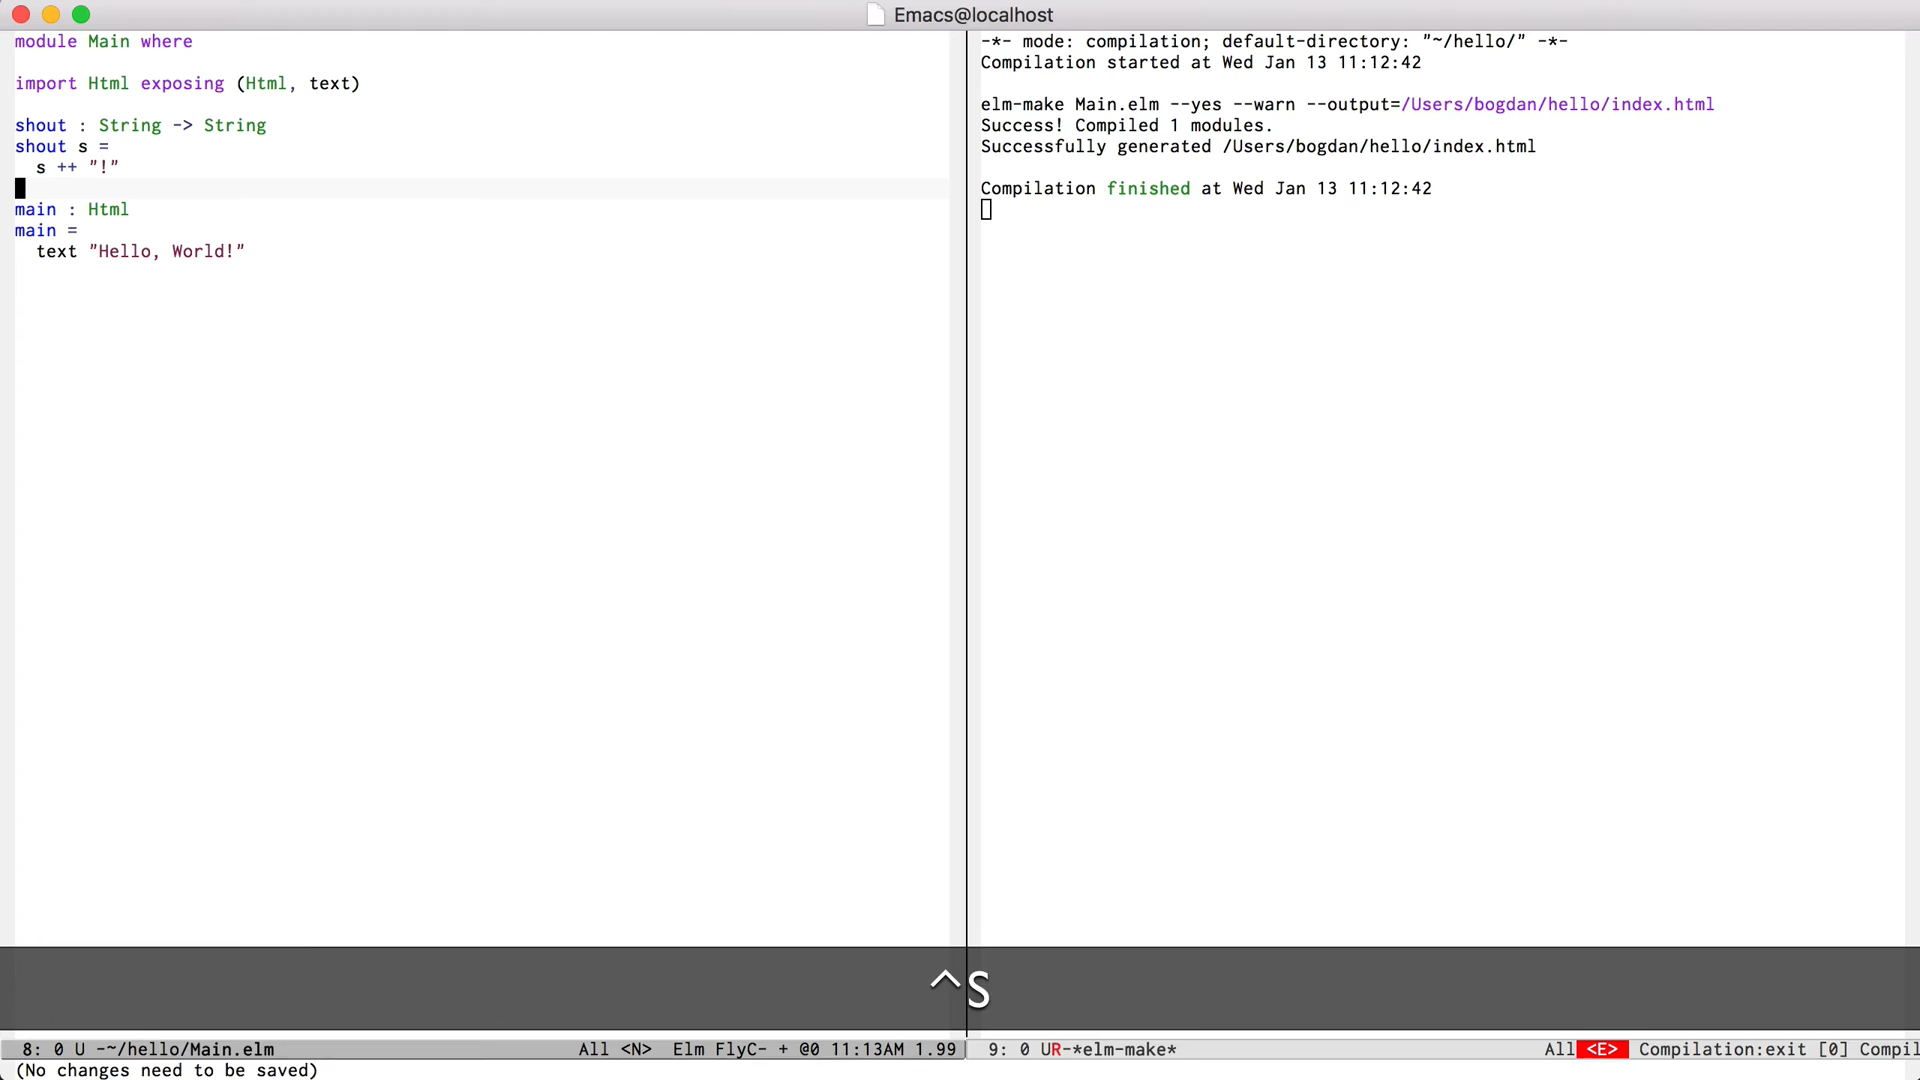 Emacs@localhost
module Main where
import Html exposing (Html, text)
shout : String -> String
shout s =
  s ++ "!"
main : Html
main =
  text "Hello, World!"
-*- mode: compilation; default-directory: "~/hello/" -*-
Compilation started at Wed Jan 13 11:12:42
elm-make Main.elm --yes --warn --output=/Users/bogdan/hello/index.html
Success! Compiled 1 modules.
Successfully generated /Users/bogdan/hello/index.html
Compilation finished at Wed Jan 13 11:12:42
^S
8: 0 U -~/hello/Main.elm All <N> Elm FlyC- + @0 11:13AM 1.99
9: 0 UR-*elm-make* All <E> Compilation:exit [0] Compil
(No changes need to be saved)